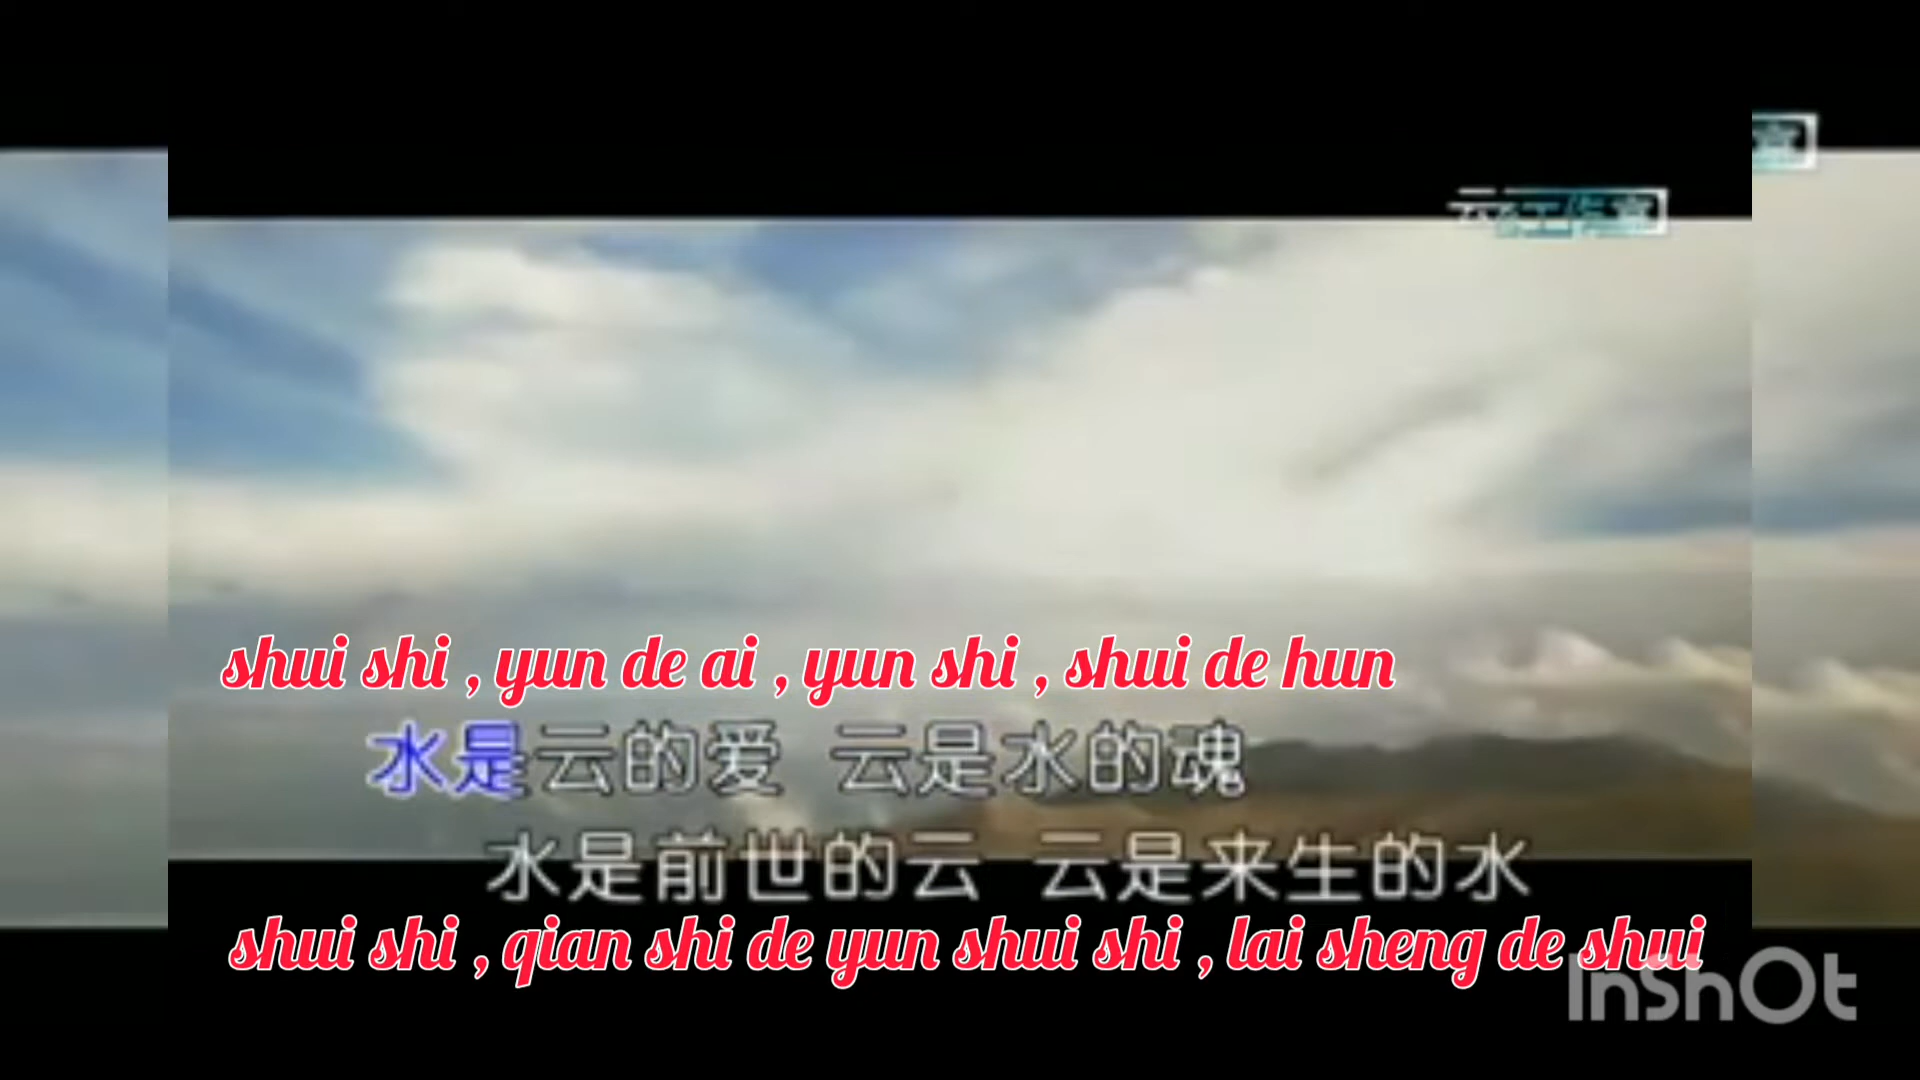 shui shi , yun de ai , yun shi , shui de hun
水是云的爱 云是水的魂
水是前世的云 云是来生的水
shui shi , qian shi de yun shui shi , lai sheng de shui
InShOt